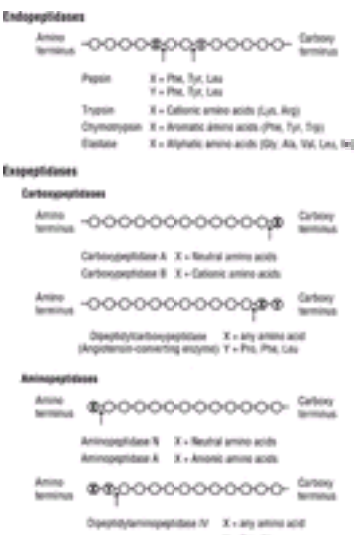 Endopeptidases
Amino terminus X Y Carboxy terminus
Pepsin X = Phe, Tyr, Leu
Y = Phe, Tyr, Leu
Trypsin X = Cationic amino acids (Lys, Arg)
Chymotrypsin X = Aromatic amino acids (Phe, Tyr, Trp)
Elastase X = Aliphatic amino acids (Gly, Ala, Val, Leu, Ile)
Exopeptidases
Carboxypeptidases
Amino terminus X Carboxy terminus
Carboxypeptidase A X = Neutral amino acids
Carboxypeptidase B X = Cationic amino acids
Amino terminus X Y Carboxy terminus
Dipeptidylcarboxypeptidase X = any amino acid
(Angiotensin-converting enzyme) Y = Pro, Phe, Leu
Aminopeptidases
Amino terminus X Carboxy terminus
Aminopeptidase N X = Neutral amino acids
Aminopeptidase A X = Anionic amino acids
Amino terminus X Carboxy terminus
Dipeptidylaminopeptidase IV X = any amino acid